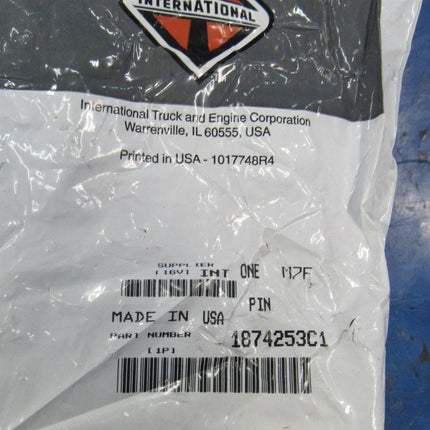 INTERNATIONAL
International Truck and Engine Corporation
Warrenville, IL 60555, USA
Printed in USA - 1017748R4
SUPPLIER
[16V] INT ONE M7F
PIN
MADE IN USA
PART NUMBER 1874253C1
[1P]